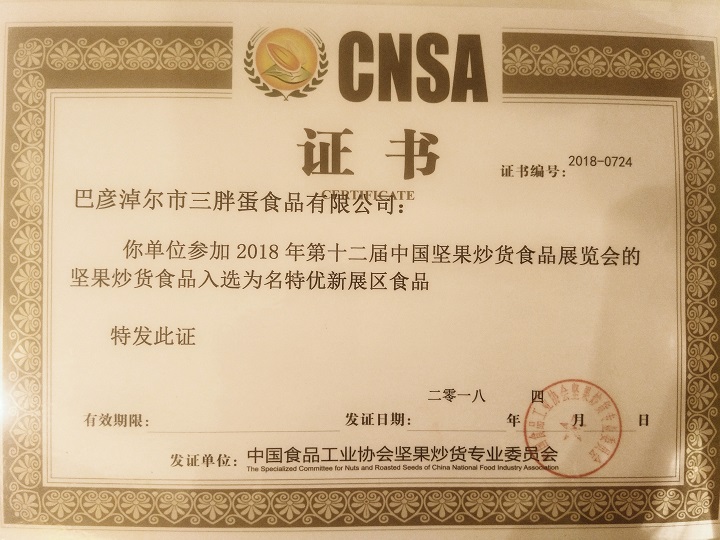 CNSA
证书
CERTIFICATE
证书编号：2018-0724
巴彦淖尔市三胖蛋食品有限公司：
你单位参加2018年第十二届中国坚果炒货食品展览会的
坚果炒货食品入选为名特优新展区食品
特发此证
二零一八 四
有效期限： 发证日期： 年 月 日
发证单位：中国食品工业协会坚果炒货专业委员会
The Specialized Committee for Nuts and Roasted Seeds of China National Food Industry Association